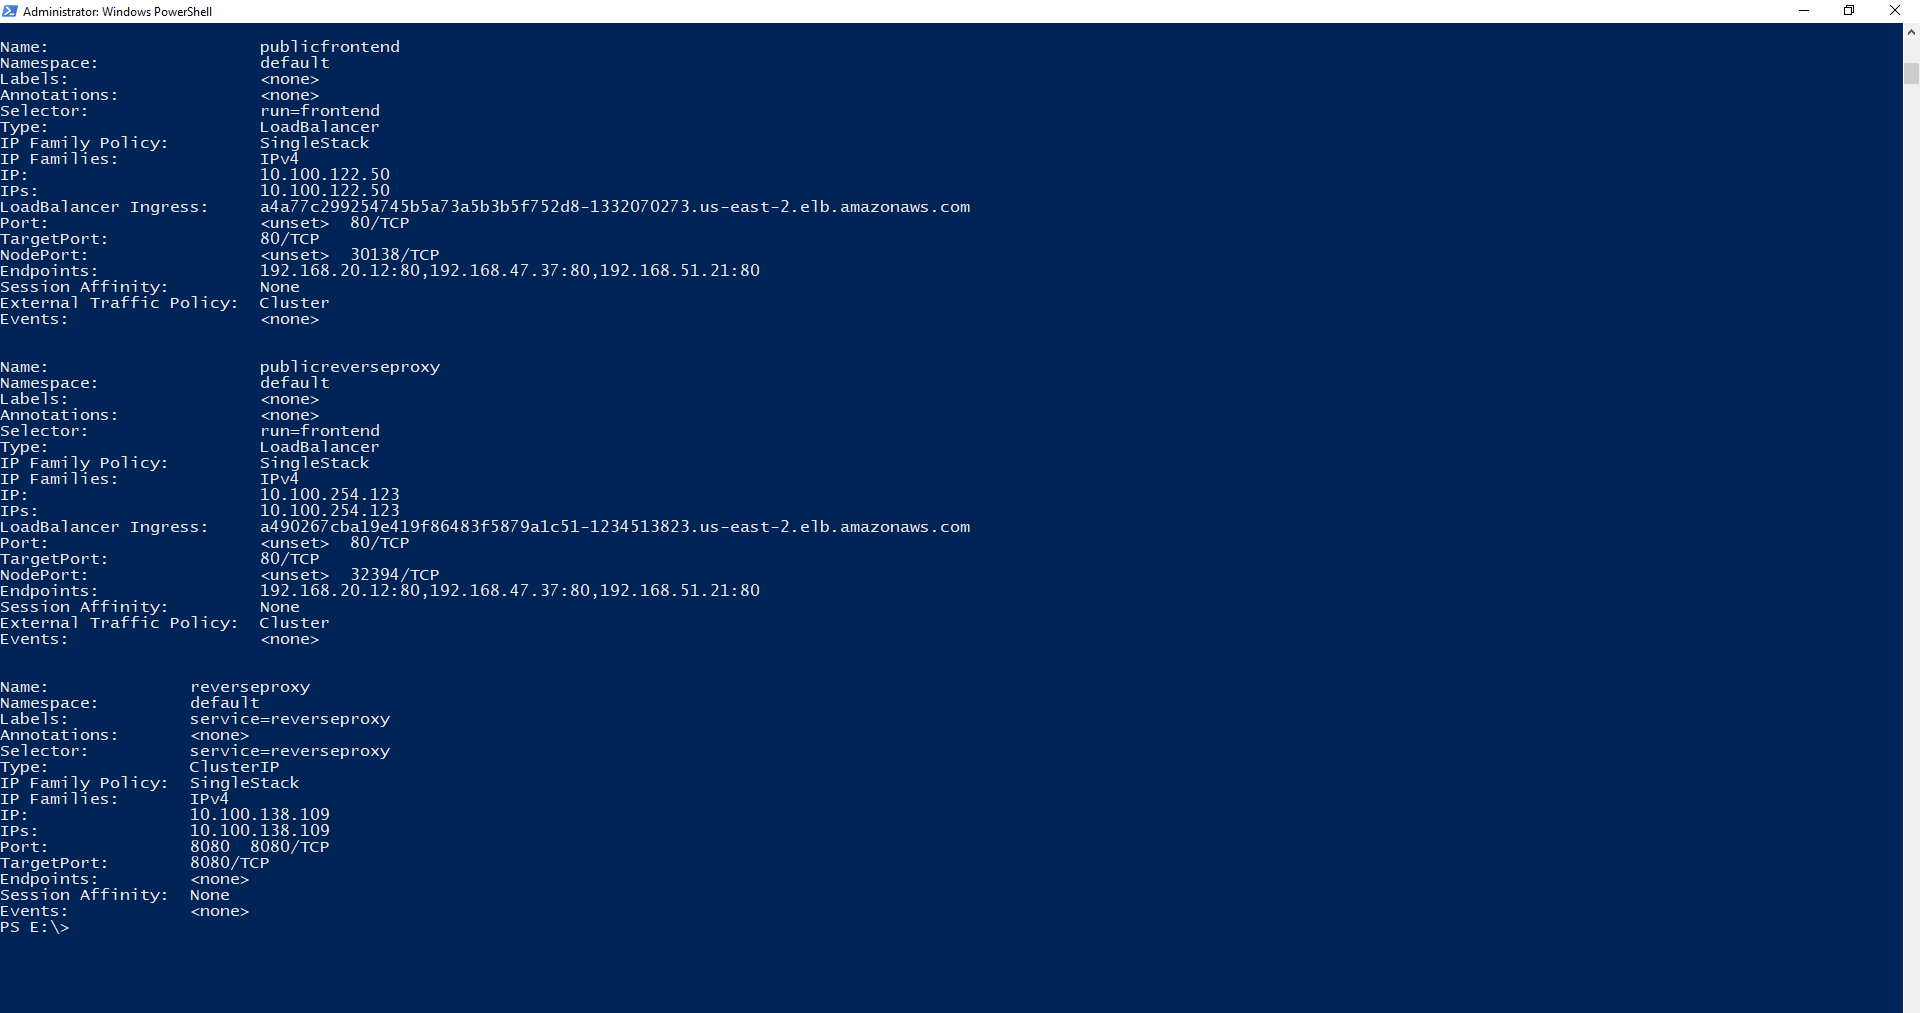 Administrator: Windows PowerShell
Name:                     publicfrontend
Namespace:                default
Labels:                   <none>
Annotations:              <none>
Selector:                 run=frontend
Type:                     LoadBalancer
IP Family Policy:         SingleStack
IP Families:              IPv4
IP:                       10.100.122.50
IPs:                      10.100.122.50
LoadBalancer Ingress:     a4a77c299254745b5a73a5b3b5f752d8-1332070273.us-east-2.elb.amazonaws.com
Port:                     <unset>  80/TCP
TargetPort:               80/TCP
NodePort:                 <unset>  30138/TCP
Endpoints:                192.168.20.12:80,192.168.47.37:80,192.168.51.21:80
Session Affinity:         None
External Traffic Policy:  Cluster
Events:                   <none>
Name:                     publicreverseproxy
Namespace:                default
Labels:                   <none>
Annotations:              <none>
Selector:                 run=frontend
Type:                     LoadBalancer
IP Family Policy:         SingleStack
IP Families:              IPv4
IP:                       10.100.254.123
IPs:                      10.100.254.123
LoadBalancer Ingress:     a490267cba19e419f86483f5879a1c51-1234513823.us-east-2.elb.amazonaws.com
Port:                     <unset>  80/TCP
TargetPort:               80/TCP
NodePort:                 <unset>  32394/TCP
Endpoints:                192.168.20.12:80,192.168.47.37:80,192.168.51.21:80
Session Affinity:         None
External Traffic Policy:  Cluster
Events:                   <none>
Name:              reverseproxy
Namespace:         default
Labels:            service=reverseproxy
Annotations:       <none>
Selector:          service=reverseproxy
Type:              ClusterIP
IP Family Policy:  SingleStack
IP Families:       IPv4
IP:                10.100.138.109
IPs:               10.100.138.109
Port:              8080  8080/TCP
TargetPort:        8080/TCP
Endpoints:         <none>
Session Affinity:  None
Events:            <none>
PS E:\>